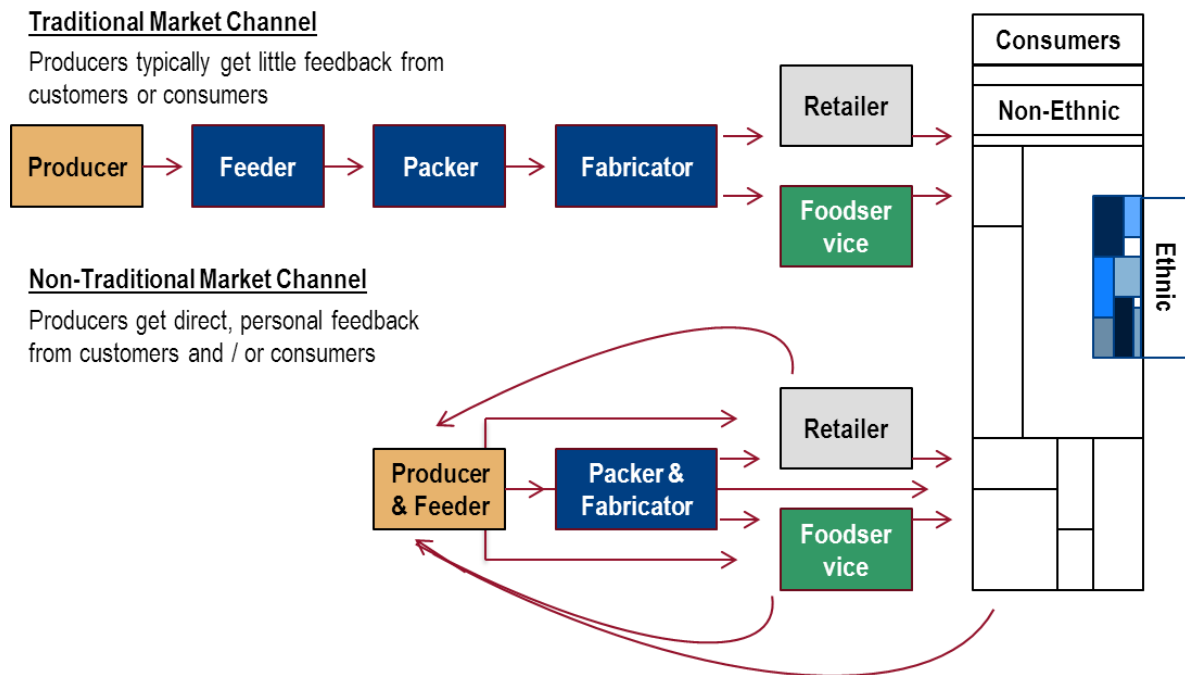 Traditional Market Channel
Producers typically get little feedback from
customers or consumers
Producer
Feeder
Packer
Fabricator
Retailer
Foodser
vice
Consumers
Non-Ethnic
Ethnic
Non-Traditional Market Channel
Producers get direct, personal feedback
from customers and / or consumers
Producer
& Feeder
Packer &
Fabricator
Retailer
Foodser
vice